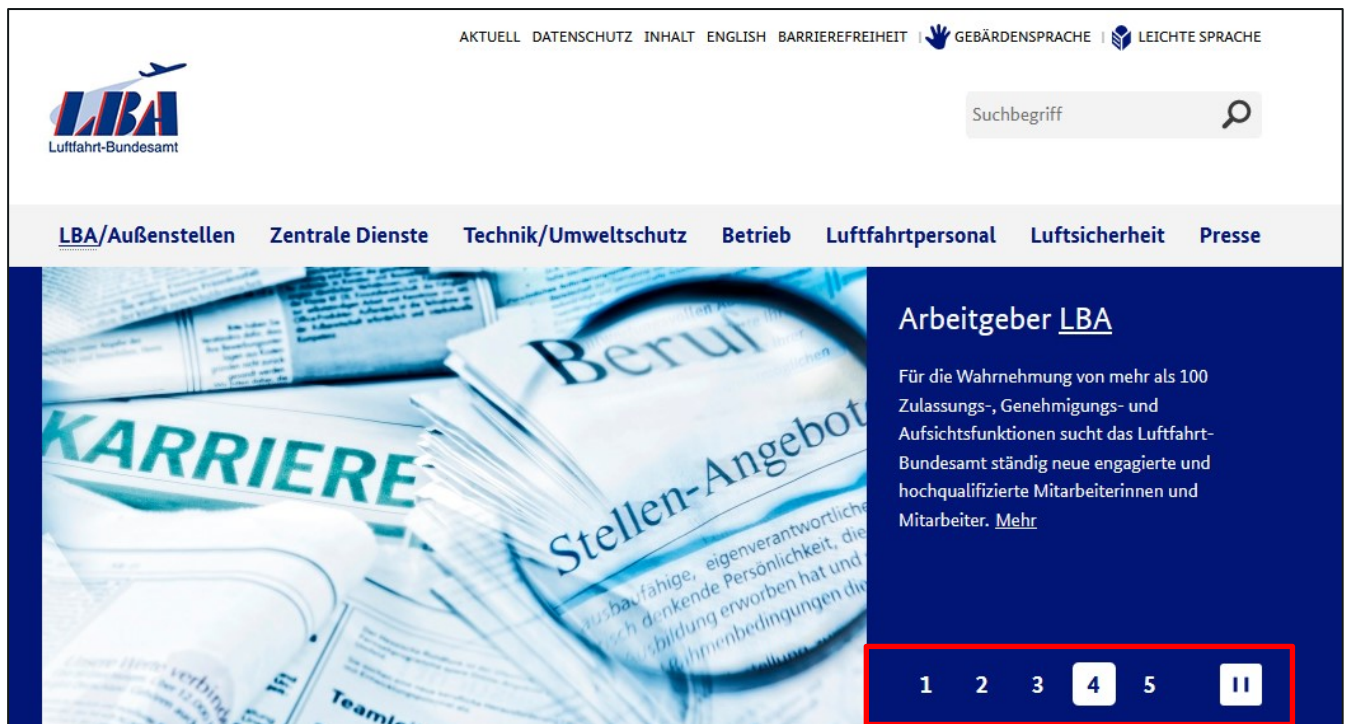 AKTUELL DATENSCHUTZ INHALT ENGLISH BARRIEREFREIHEIT | GEBÄRDENSPRACHE | LEICHTE SPRACHE
LBA
Luftfahrt-Bundesamt
Suchbegriff
LBA/Außenstellen Zentrale Dienste Technik/Umweltschutz Betrieb Luftfahrtpersonal Luftsicherheit Presse
Beruf
KARRIERE
Stellen-Angebote
eigenverantwortliche
Persönlichkeit, die
denkende
erworben hat und
Arbeitgeber LBA
Für die Wahrnehmung von mehr als 100
Zulassungs-, Genehmigungs- und
Aufsichtsfunktionen sucht das Luftfahrt-
Bundesamt ständig neue engagierte und
hochqualifizierte Mitarbeiterinnen und
Mitarbeiter. Mehr
1 2 3 4 5